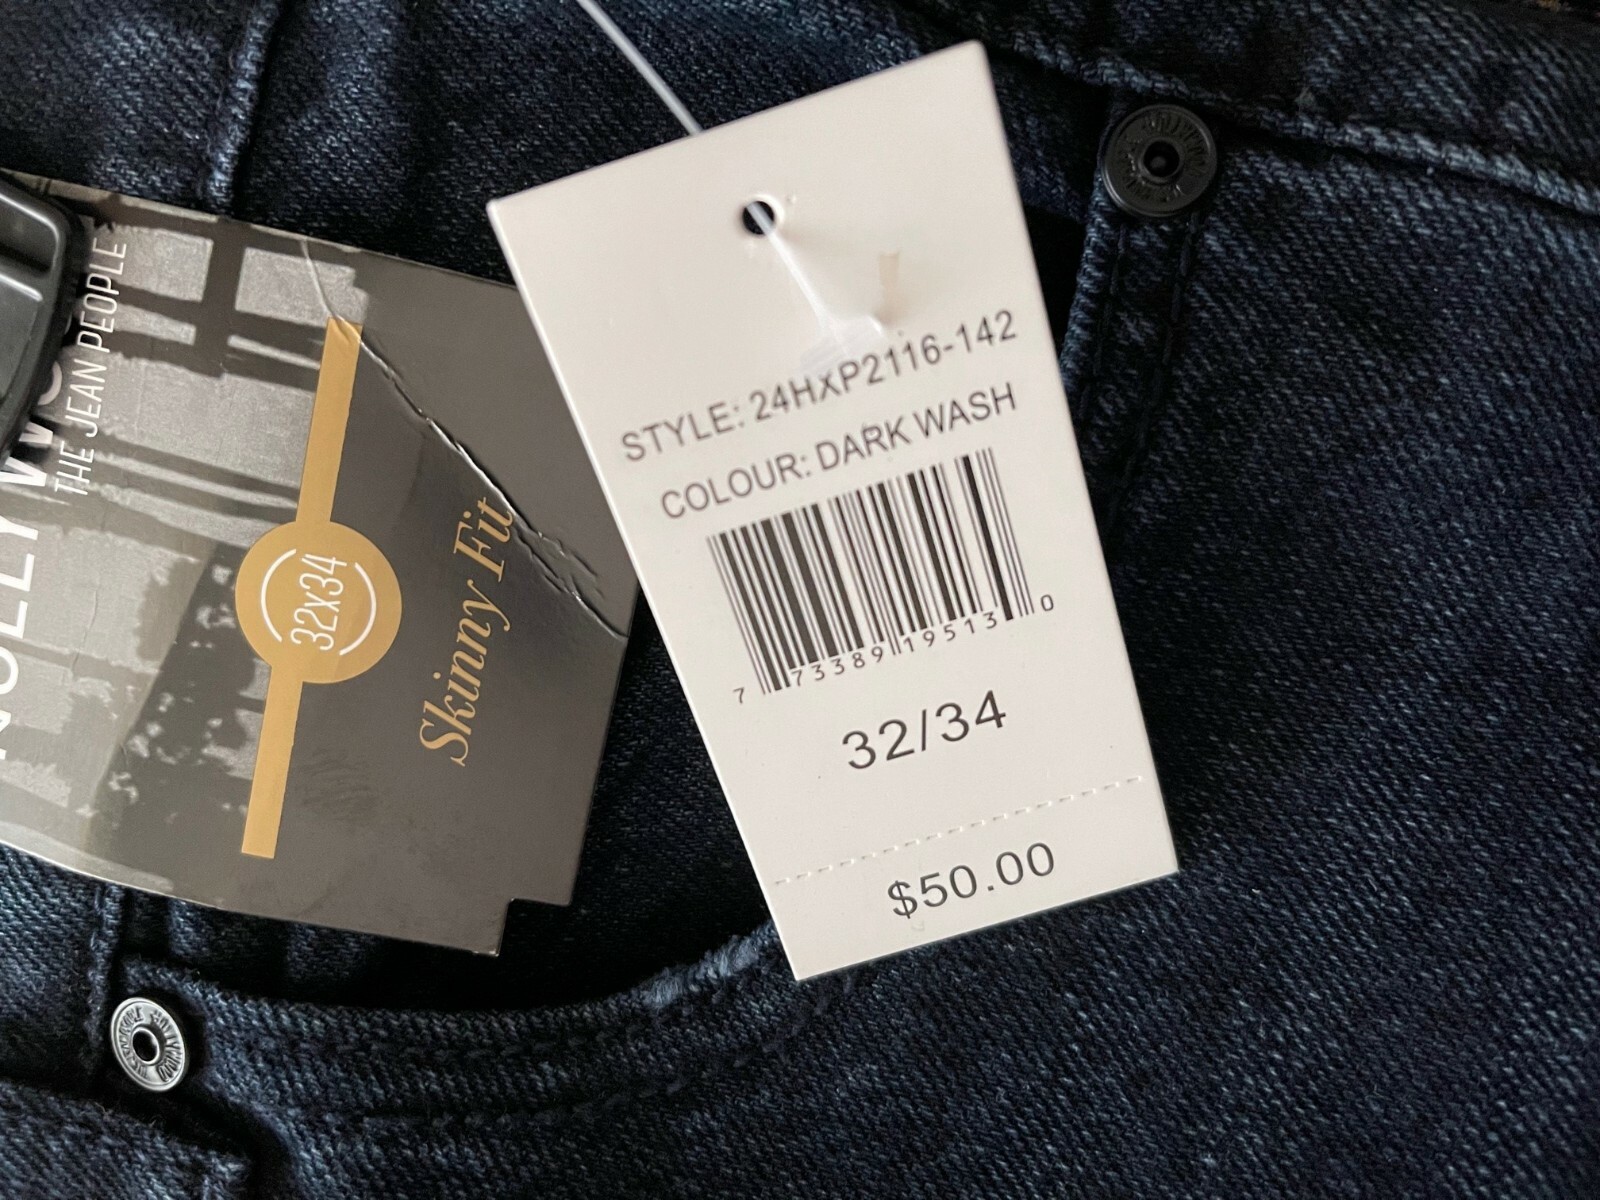 THE JEAN PEOPLE
32x34
Skinny Fit
STYLE: 24HXP2116-142
COLOUR: DARK WASH
7 73389 19513 0
32/34
$50.00